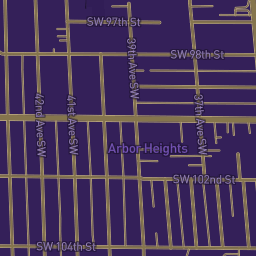 SW 97th St
SW 98th St
39th Ave SW
42nd Ave SW
41st Ave SW
37th Ave SW
Arbor Heights
SW 102nd St
SW 104th St